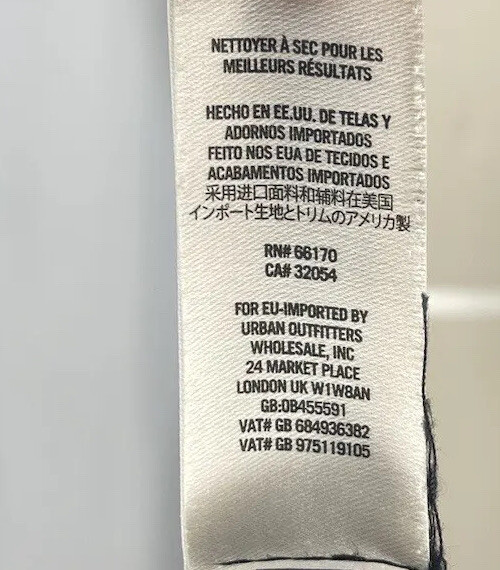 NETTOYER À SEC POUR LES
MEILLEURS RÉSULTATS
HECHO EN EE.UU. DE TELAS Y
ADORNOS IMPORTADOS
FEITO NOS EUA DE TECIDOS E
ACABAMENTOS IMPORTADOS
采用进口面料和辅料在美国
インポート生地とトリムのアメリカ製
RN# 66170
CA# 32054
FOR EU-IMPORTED BY
URBAN OUTFITTERS
WHOLESALE, INC
24 MARKET PLACE
LONDON UK W1W8AN
GB:0B455591
VAT# GB 684936382
VAT# GB 975119105